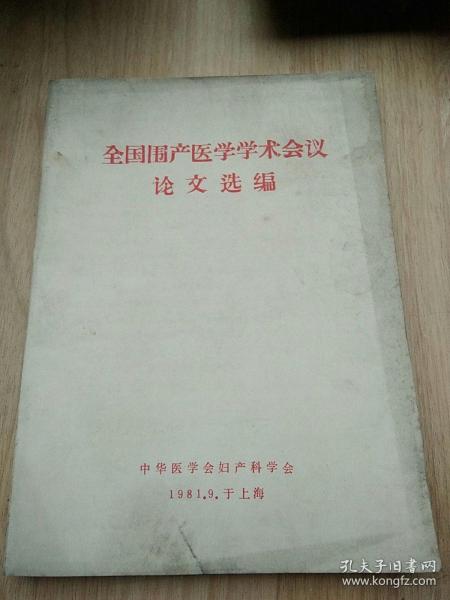 全国围产医学学术会议
论文选编
中华医学会妇产科学会
1981.9.于上海
孔夫子旧书网
www.kongfz.com